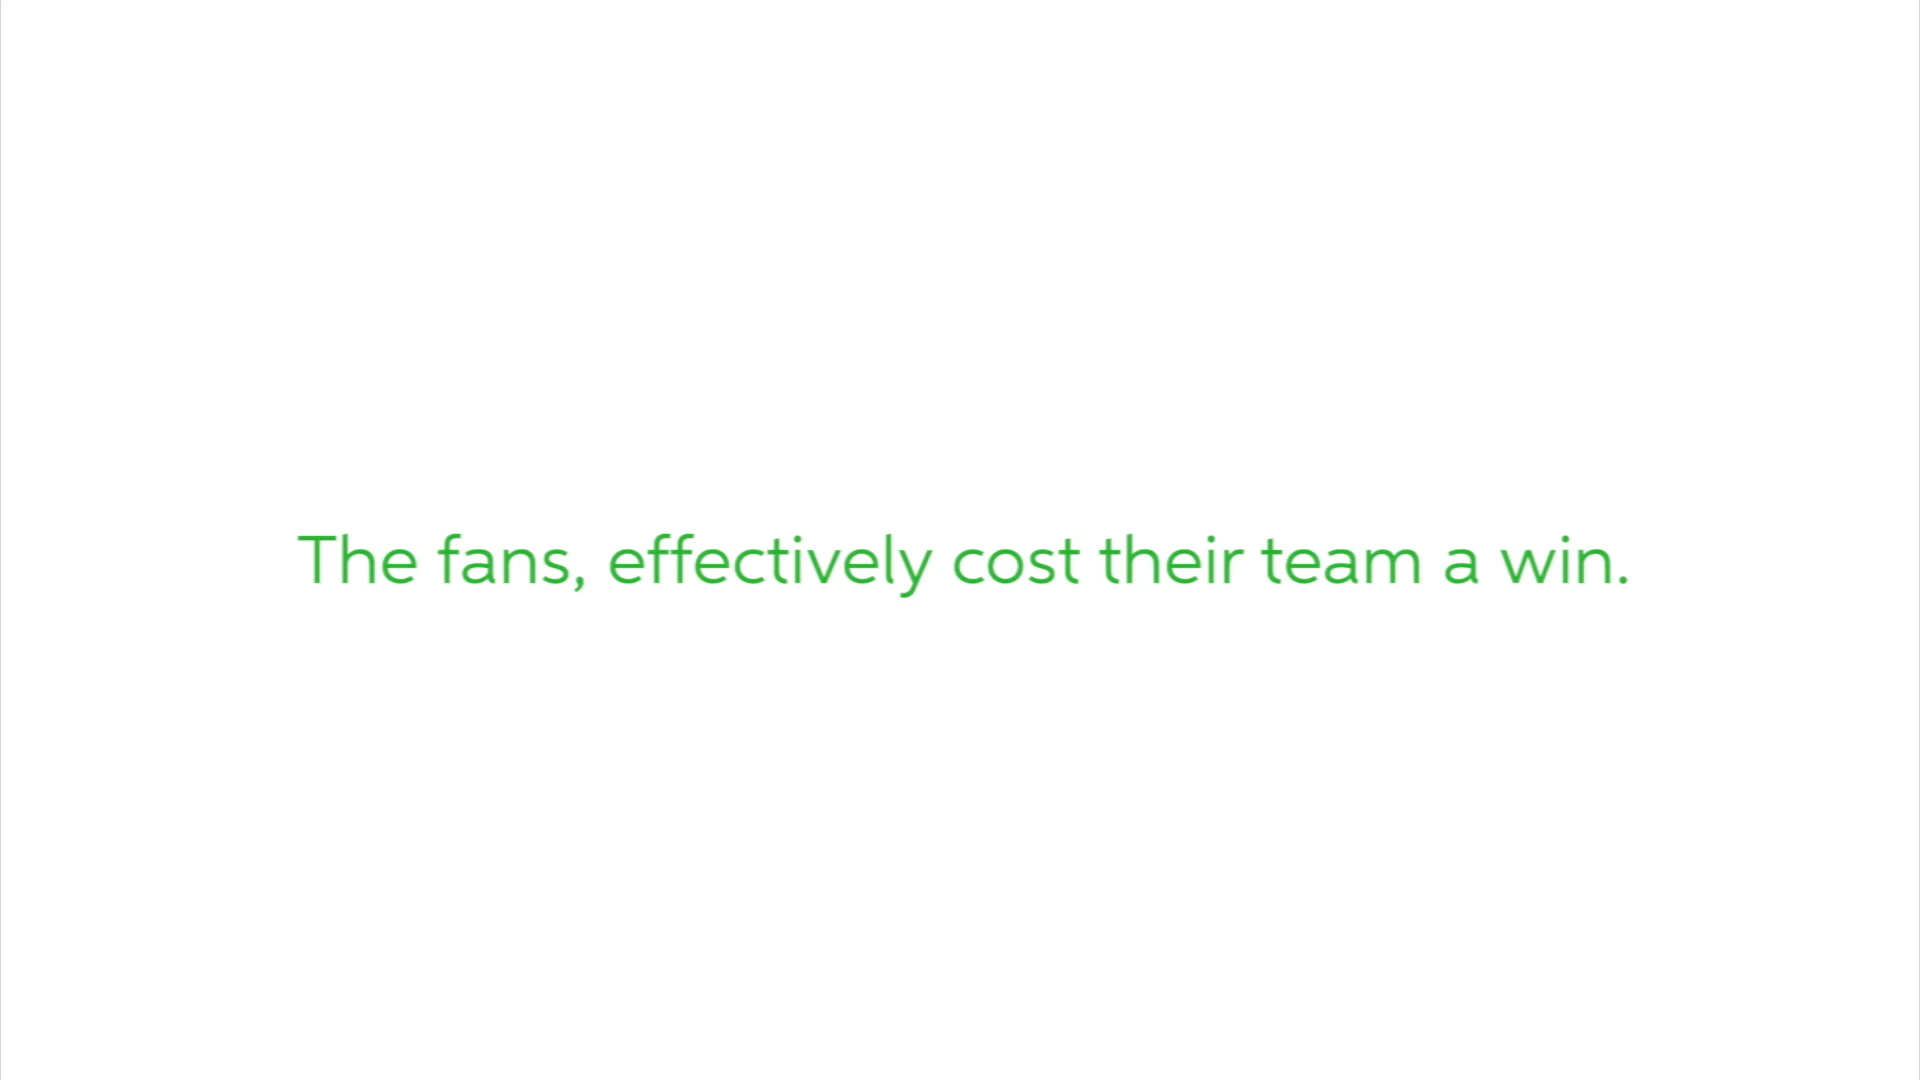 The fans, effectively cost their team a win.